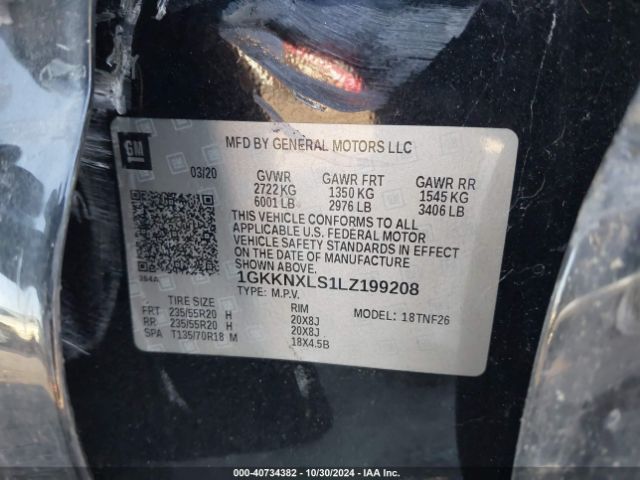 GM
MFD BY GENERAL MOTORS LLC
03/20
GVWR GAWR FRT GAWR RR
2722 KG 1350 KG 1545 KG
6001 LB 2976 LB 3406 LB
THIS VEHICLE CONFORMS TO ALL
APPLICABLE U.S. FEDERAL MOTOR
VEHICLE SAFETY STANDARDS IN EFFECT
ON THE DATE OF MANUFACTURE
SHOWN ABOVE.
1GKKNXLS1LZ199208
TYPE: M.P.V.
TIRE SIZE RIM MODEL: 18TNF26
FRT 235/55R20 H 20X8J
RR 235/55R20 H 20X8J
SPA T135/70R18 M 18X4.5B
000-40734382 - 10/30/2024 - IAA Inc.